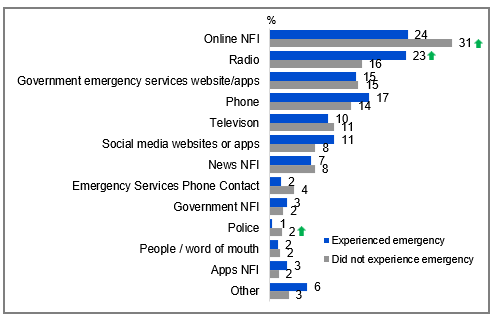 %
Online NFI 24
31
Radio 23
16
Government emergency services website/apps 15
15
Phone 17
14
Televison 10
11
Social media websites or apps 11
8
News NFI 7
8
Emergency Services Phone Contact 2
4
Government NFI 3
2
Police 1
2
People / word of mouth 2
2
Apps NFI 3
2
Other 6
3
Experienced emergency
Did not experience emergency